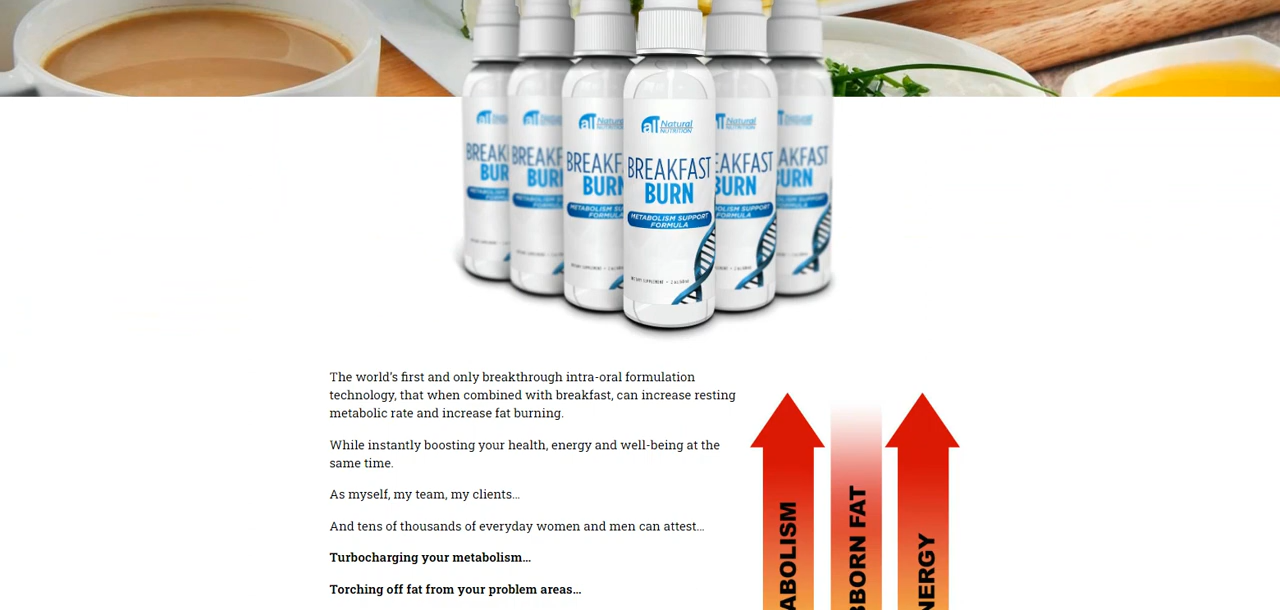 all Natural
NUTRITION
BREAKFAST
BURN
METABOLISM SUPPORT
FORMULA
The world's first and only breakthrough intra-oral formulation
technology, that when combined with breakfast, can increase resting
metabolic rate and increase fat burning.
While instantly boosting your health, energy and well-being at the
same time.
As myself, my team, my clients...
And tens of thousands of everyday women and men can attest...
Turbocharging your metabolism...
Torching off fat from your problem areas...
ABOLISM
BBORN FAT
NERGY